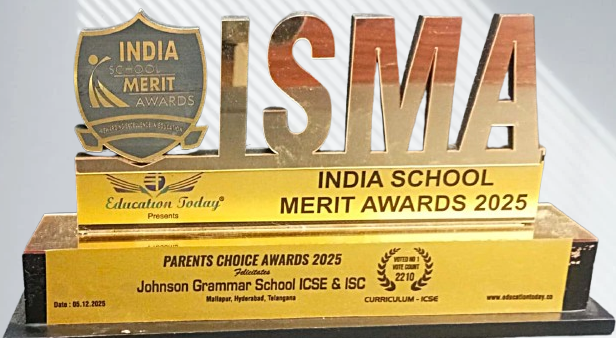 INDIA
SCHOOL
MERIT
AWARDS
ISMA
Education Today®
Presents
INDIA SCHOOL
MERIT AWARDS 2025
PARENTS CHOICE AWARDS 2025
Felicitates
Johnson Grammar School ICSE & ISC
Mallapur, Hyderabad, Telangana
VOTED NO 1
VOTE COUNT
2210
CURRICULUM - ICSE
Date : 05.12.2025
www.educationtoday.co